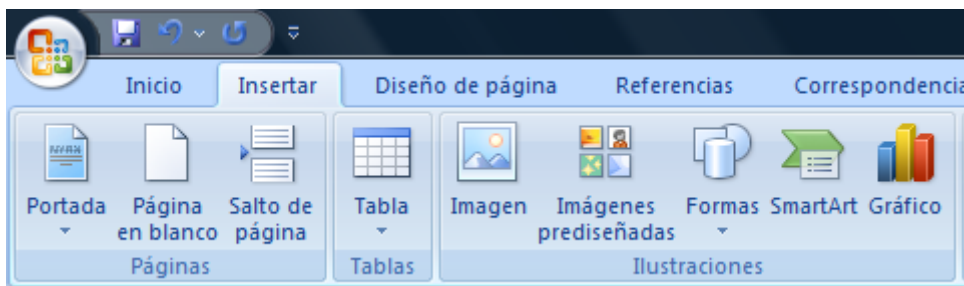 Inicio Insertar Diseño de página Referencias Correspondencia
Portada Página en blanco Salto de página Tabla Imagen Imágenes prediseñadas Formas SmartArt Gráfico
Páginas Tablas Ilustraciones